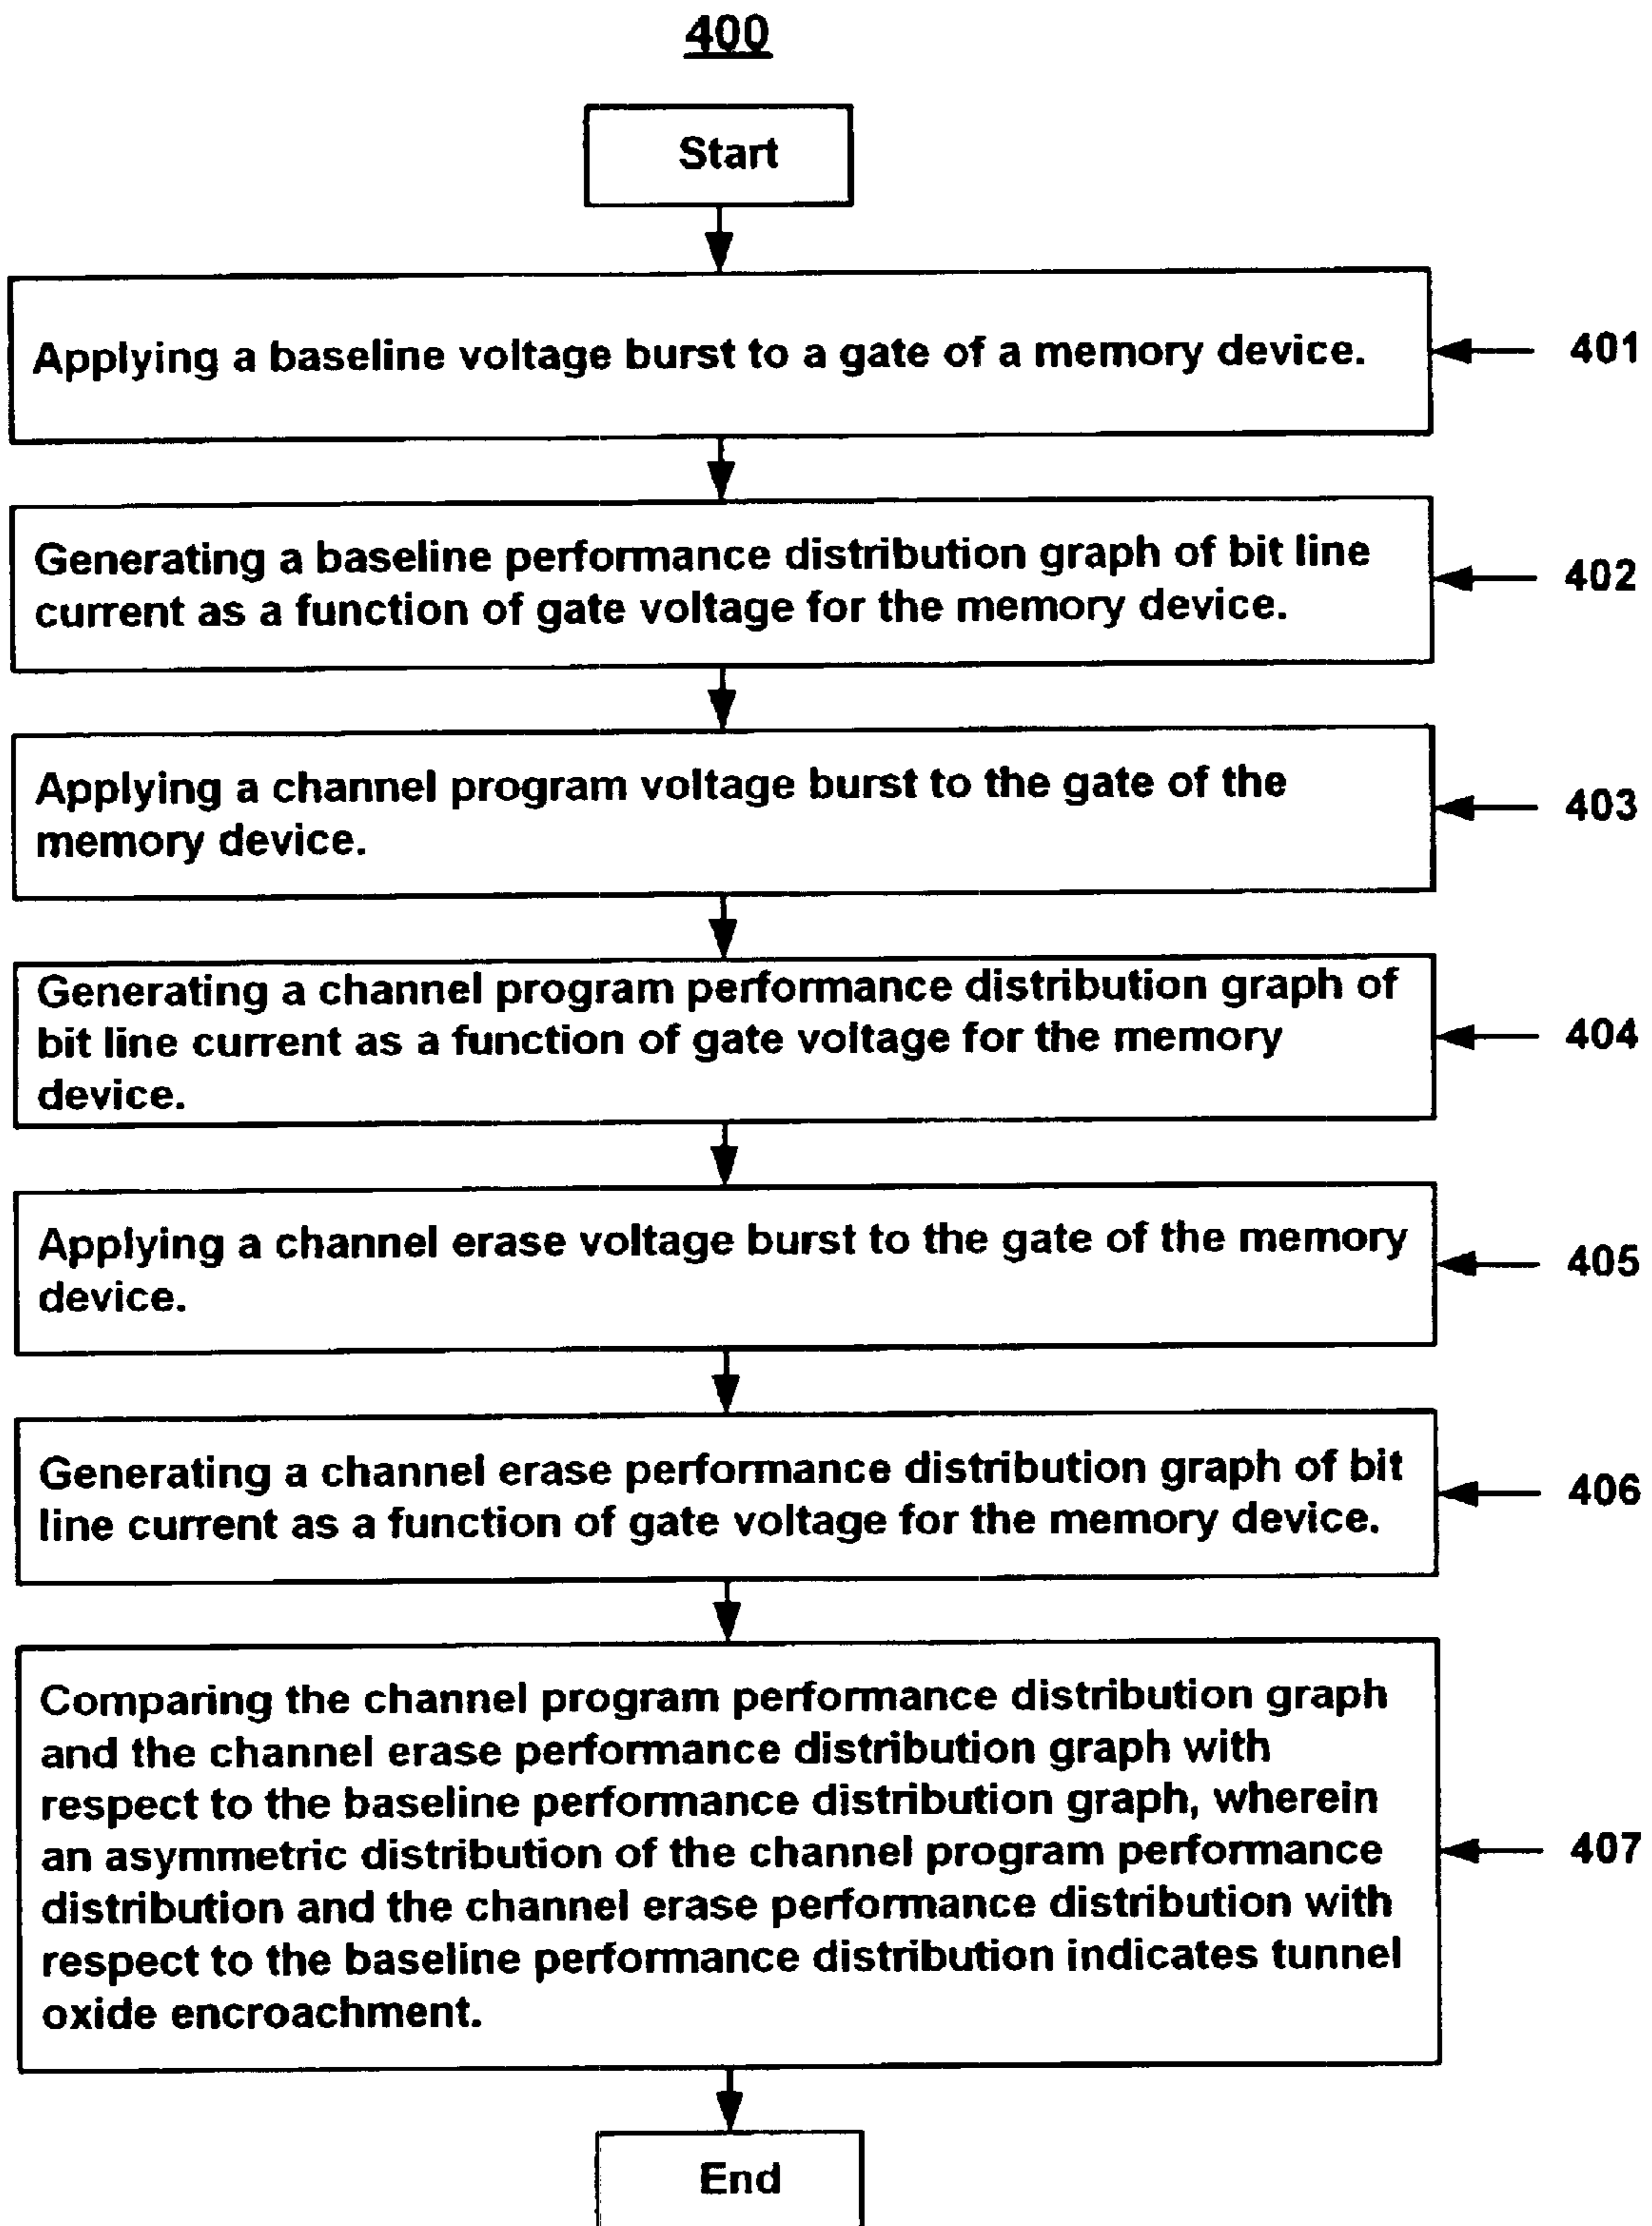 400
Start
Applying a baseline voltage burst to a gate of a memory device.
401
Generating a baseline performance distribution graph of bit line
current as a function of gate voltage for the memory device.
402
Applying a channel program voltage burst to the gate of the
memory device.
403
Generating a channel program performance distribution graph of
bit line current as a function of gate voltage for the memory
device.
404
Applying a channel erase voltage burst to the gate of the memory
device.
405
Generating a channel erase performance distribution graph of bit
line current as a function of gate voltage for the memory device.
406
Comparing the channel program performance distribution graph
and the channel erase performance distribution graph with
respect to the baseline performance distribution graph, wherein
an asymmetric distribution of the channel program performance
distribution and the channel erase performance distribution with
respect to the baseline performance distribution indicates tunnel
oxide encroachment.
407
End